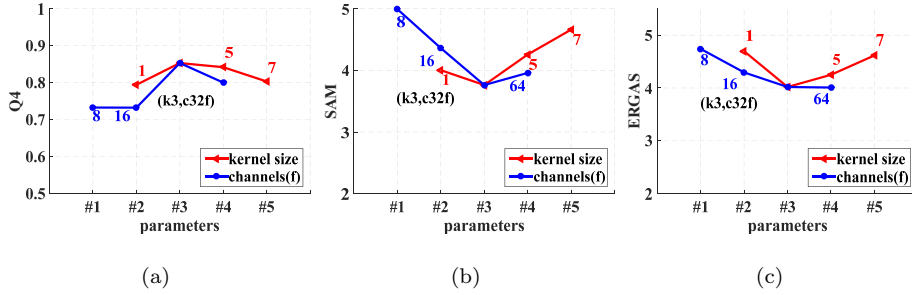 1
0.9
0.8
0.7
0.6
0.5
Q4
1
5
7
8
16
(k3,c32f)
kernel size
channels(f)
#1 #2 #3 #4 #5
parameters
(a)
5
4
3
2
SAM
8
16
1
5
7
64
(k3,c32f)
kernel size
channels(f)
#1 #2 #3 #4 #5
parameters
(b)
5
4
3
2
ERGAS
1
8
16
5
7
64
(k3,c32f)
kernel size
channels(f)
#1 #2 #3 #4 #5
parameters
(c)